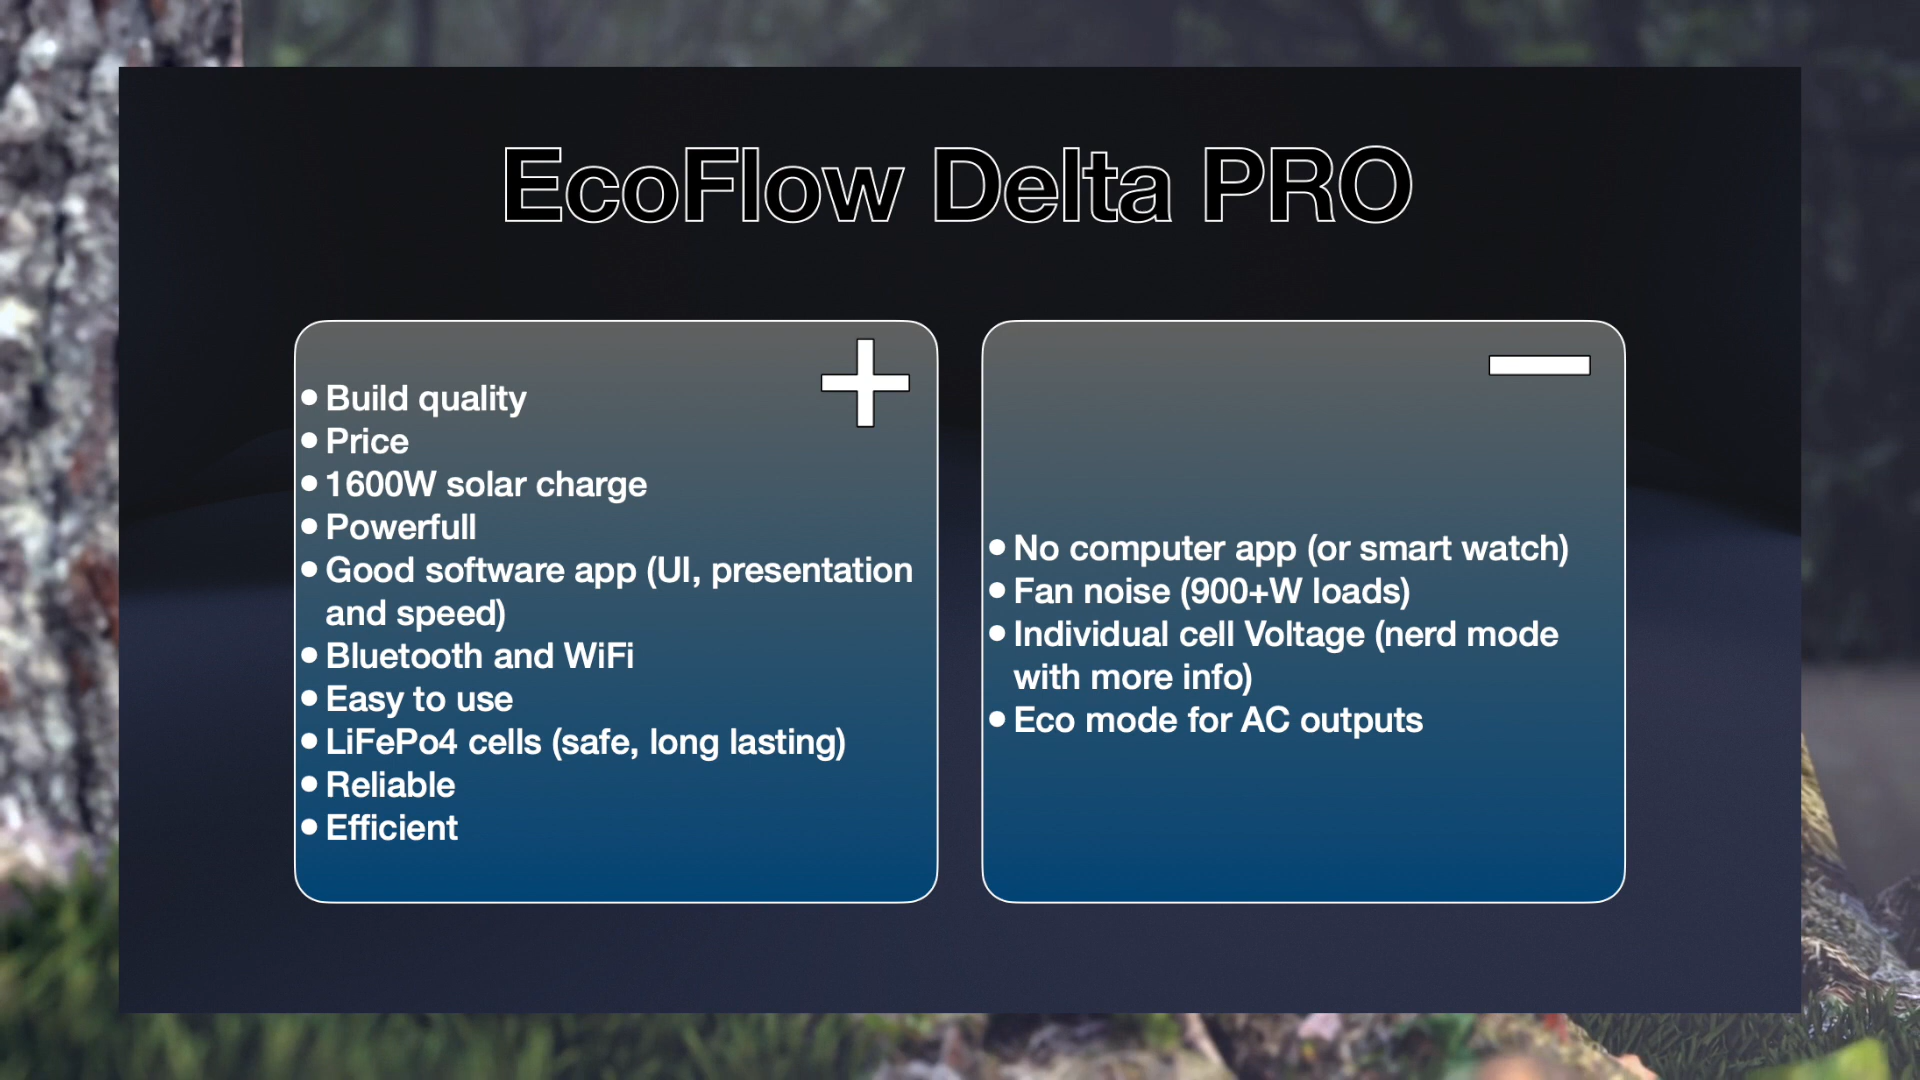 EcoFlow Delta PRO
• Build quality
• Price
• 1600W solar charge
• Powerfull
• Good software app (UI, presentation
and speed)
• Bluetooth and WiFi
• Easy to use
• LiFePo4 cells (safe, long lasting)
• Reliable
• Efficient
• No computer app (or smart watch)
• Fan noise (900+W loads)
• Individual cell Voltage (nerd mode
with more info)
• Eco mode for AC outputs